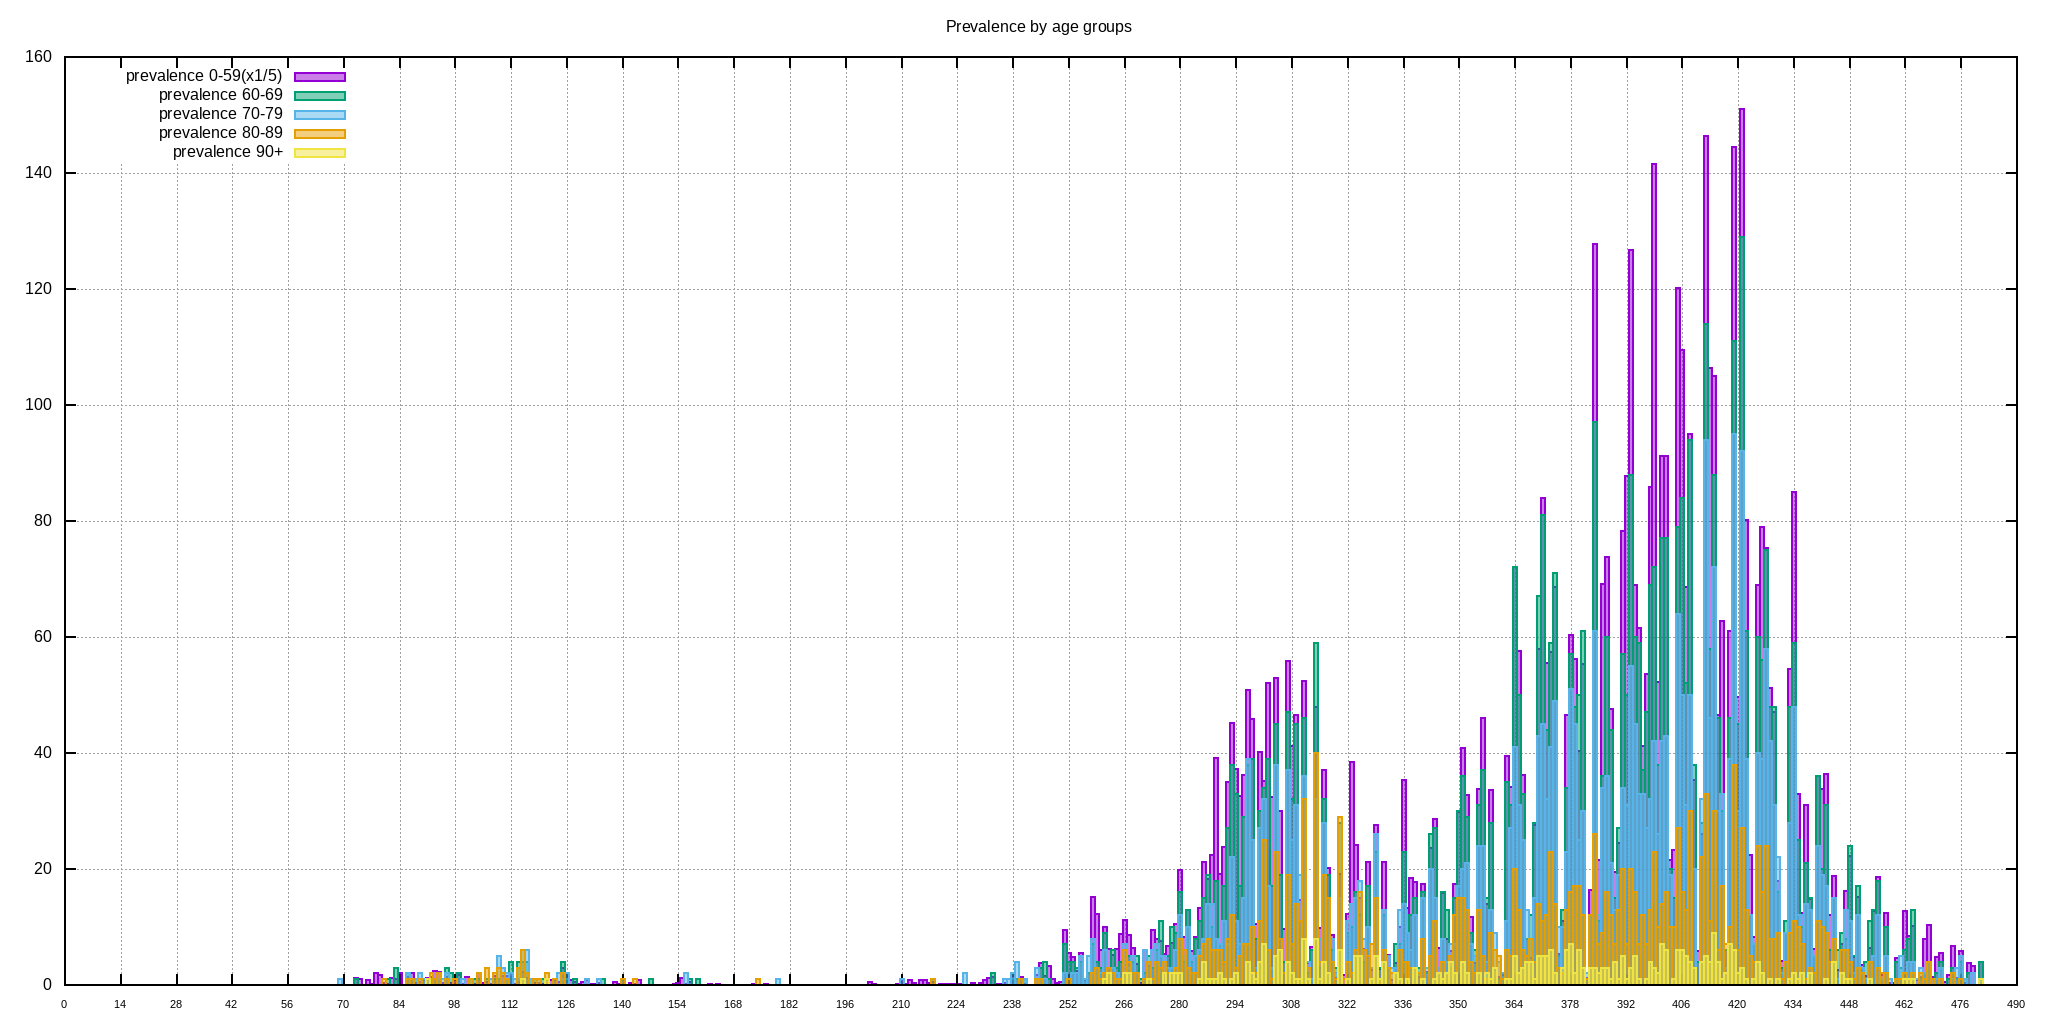 Prevalence by age groups
160
140
120
100
80
60
40
20
0
prevalence 0-59(x1/5)
prevalence 60-69
prevalence 70-79
prevalence 80-89
prevalence 90+
0 14 28 42 56 70 84 98 112 126 140 154 168 182 196 210 224 238 252 266 280 294 308 322 336 350 364 378 392 406 420 434 448 462 476 490